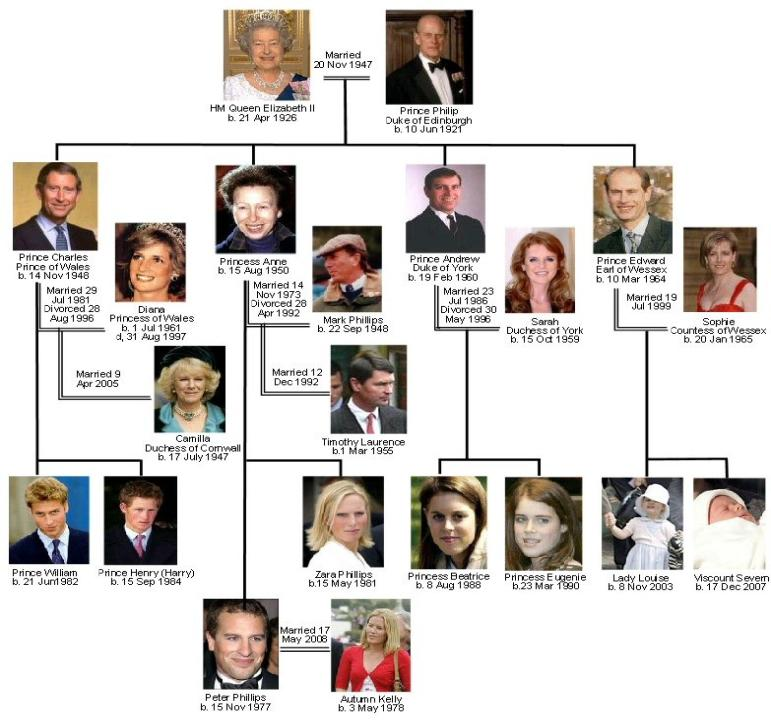 Married
20 Nov 1947
HM Queen Elizabeth II
b. 21 Apr 1926
Prince Philip
Duke of Edinburgh
b. 10 Jun 1921
Prince Charles
Prince of Wales
b. 14 Nov 1948
Married 29
Jul 1981
Divorced 28
Aug 1996
Diana
Princess of Wales
b. 1 Jul 1961
d, 31 Aug 1997
Married 9
Apr 2005
Camilla
Duchess of Cornwall
b. 17 July 1947
Princess Anne
b. 15 Aug 1950
Married 14
Nov 1973
Divorced 28
Apr 1992
Mark Phillips
b. 22 Sep 1948
Married 12
Dec 1992
Timothy Laurence
b.1 Mar 1955
Prince Andrew
Duke of York
b. 19 Feb 1960
Married 23
Jul 1986
Divorced 30
May 1996
Sarah
Duchess of York
b. 15 Oct 1959
Prince Edward
Earl of Wessex
b. 10 Mar 1964
Married 19
Jul 1999
Sophie
Countess of Wessex
b. 20 Jan 1965
Prince William
b. 21 Jun1982
Prince Henry (Harry)
b. 15 Sep 1984
Zara Phillips
b.15 May 1981
Princess Beatrice
b. 8 Aug 1988
Princess Eugenie
b.23 Mar 1990
Lady Louise
b. 8 Nov 2003
Viscount Severn
b. 17 Dec 2007
Peter Phillips
b. 15 Nov 1977
Married 17
May 2008
Autumn Kelly
b. 3 May 1978